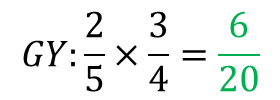 GY: 2/5 × 3/4 = 6/20